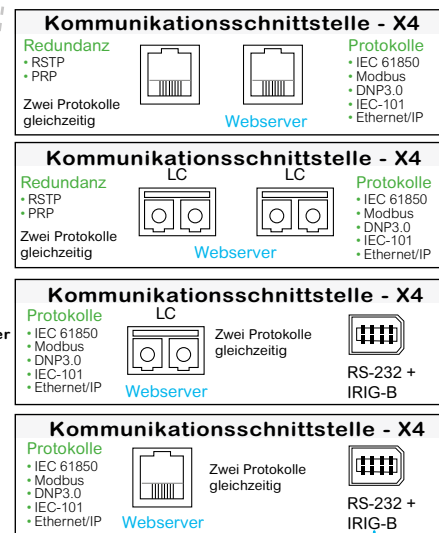 Kommunikationsschnittstelle - X4
Redundanz
• RSTP
• PRP
Zwei Protokolle
gleichzeitig
Webserver
Protokolle
• IEC 61850
• Modbus
• DNP3.0
• IEC-101
• Ethernet/IP
Kommunikationsschnittstelle - X4
Redundanz
• RSTP
• PRP
Zwei Protokolle
gleichzeitig
LC
LC
Webserver
Protokolle
• IEC 61850
• Modbus
• DNP3.0
• IEC-101
• Ethernet/IP
er
Kommunikationsschnittstelle - X4
Protokolle
• IEC 61850
• Modbus
• DNP3.0
• IEC-101
• Ethernet/IP
LC
Webserver
Zwei Protokolle
gleichzeitig
RS-232 +
IRIG-B
Kommunikationsschnittstelle - X4
Protokolle
• IEC 61850
• Modbus
• DNP3.0
• IEC-101
• Ethernet/IP
Webserver
Zwei Protokolle
gleichzeitig
RS-232 +
IRIG-B